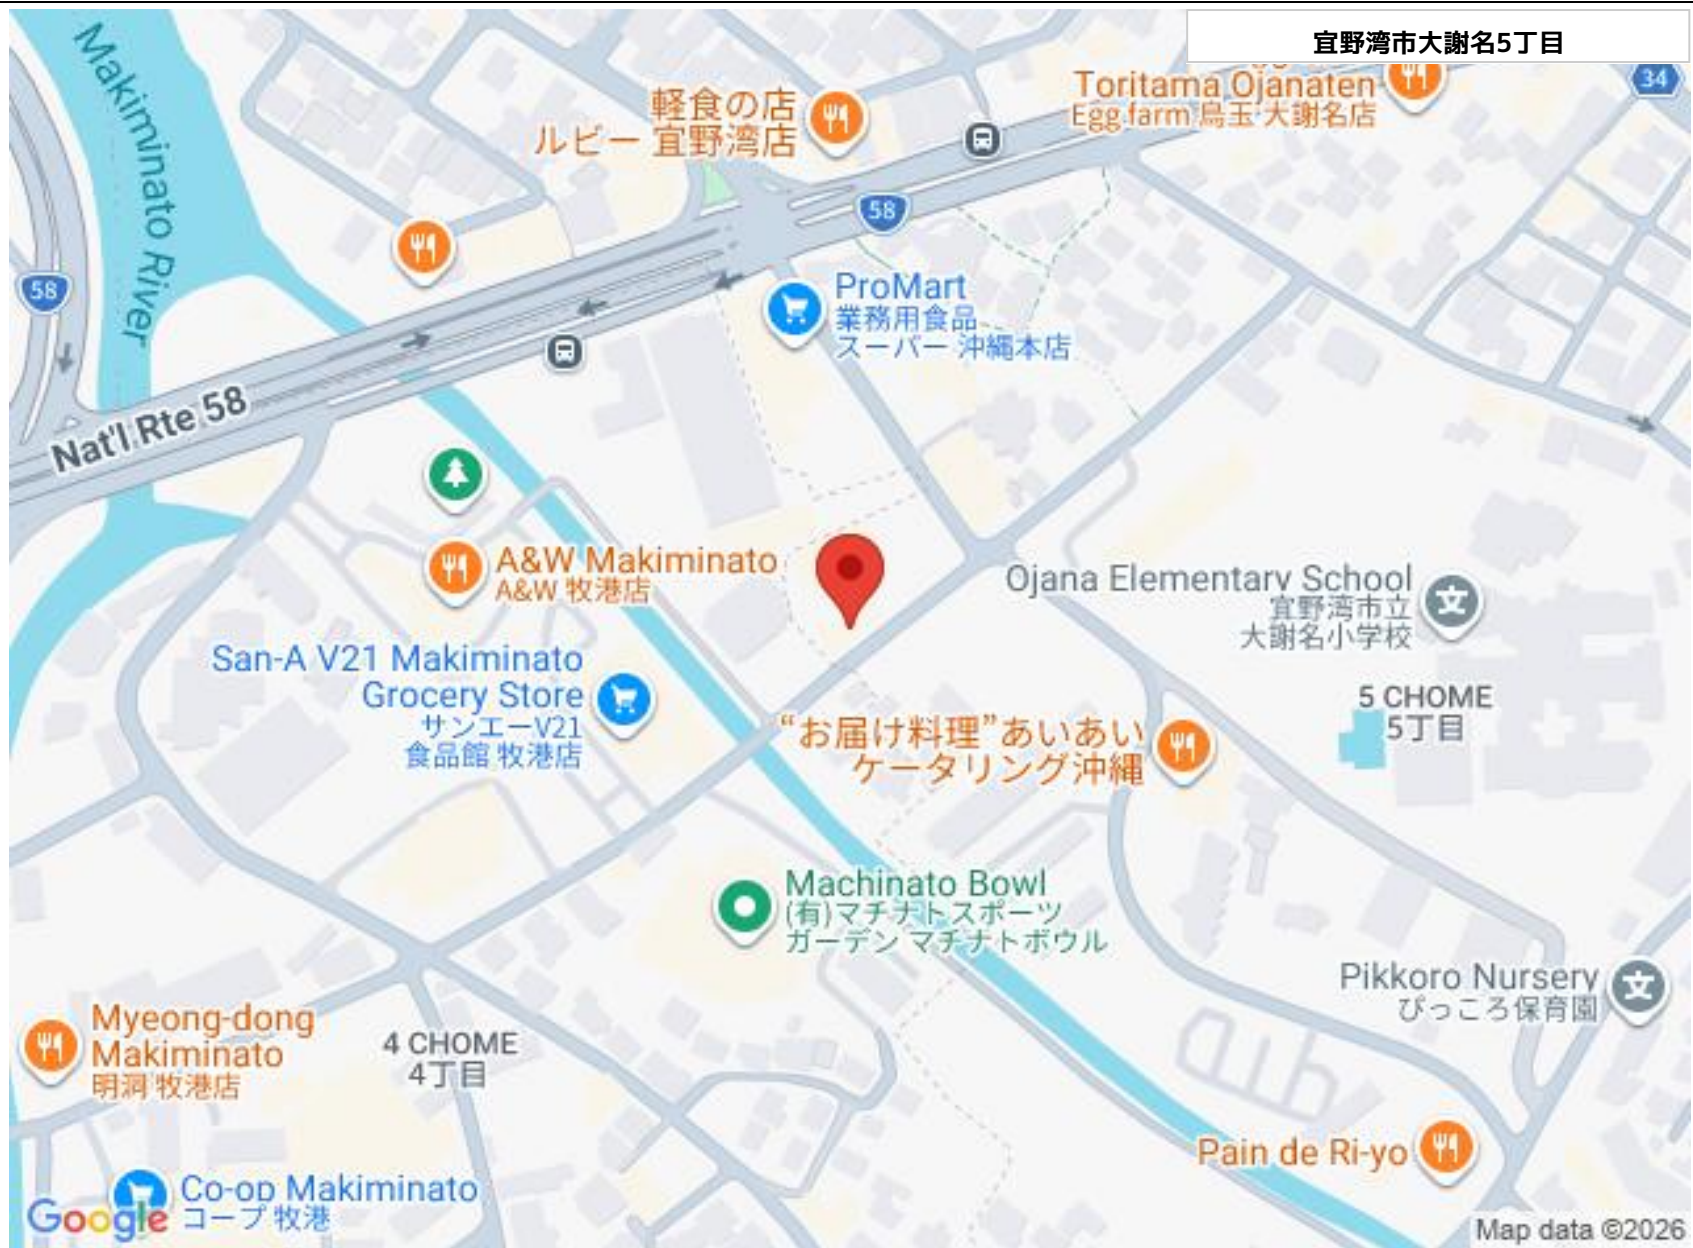 宜野湾市大謝名5丁目
Toritama Ojanaten
Egg farm 鳥玉 大謝名店
34
軽食の店
ルビー 宜野湾店
Makiminato River
58
58
Nat'l Rte 58
ProMart
業務用食品
スーパー 沖縄本店
A&W Makiminato
A&W 牧港店
Ojana Elementary School
宜野湾市立
大謝名小学校
San-A V21 Makiminato
Grocery Store
サンエーV21
食品館 牧港店
5 CHOME
5丁目
“お届け料理”あいあい
ケータリング沖縄
Machinato Bowl
(有)マチナトスポーツ
ガーデン マチナトボウル
Pikkoro Nursery
ぴっころ保育園
Myeong-dong
Makiminato
明洞 牧港店
4 CHOME
4丁目
Pain de Ri-yo
Co-op Makiminato
コープ 牧港
Google
Map data ©2026